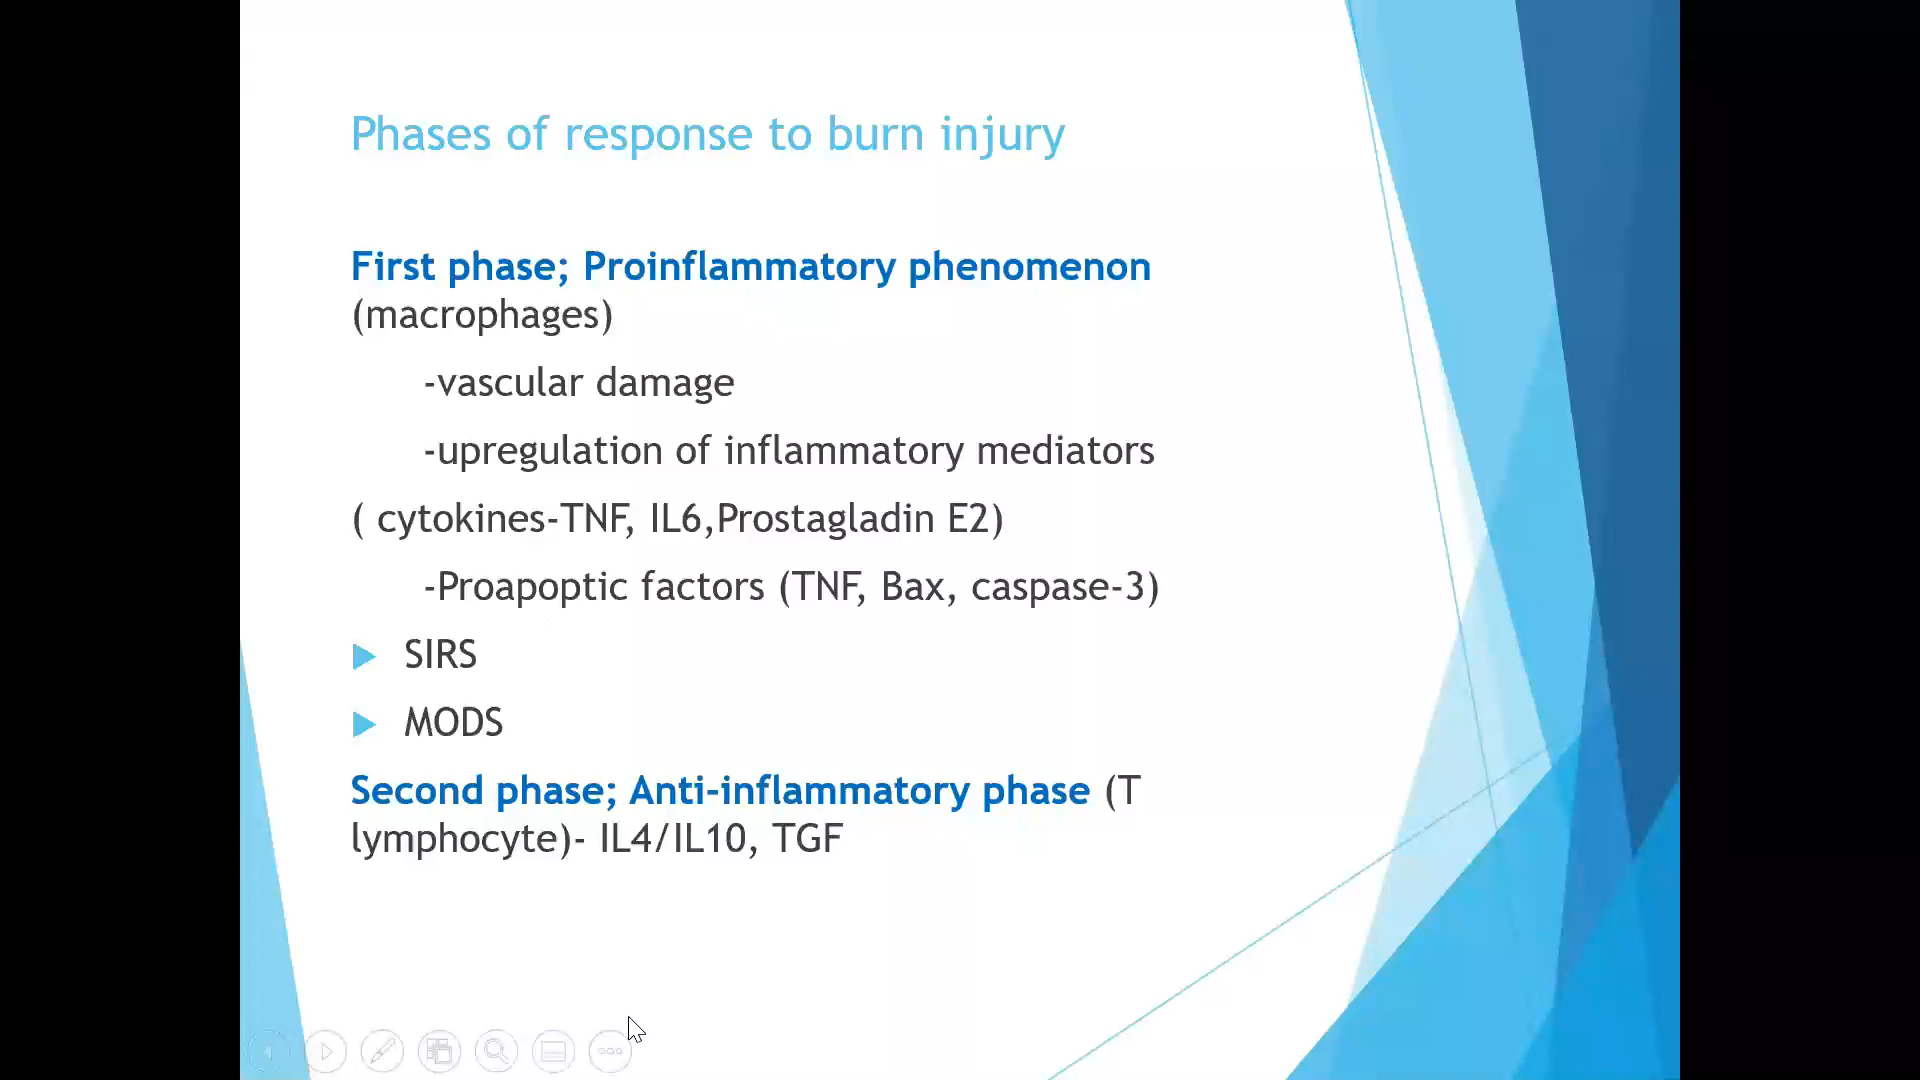 Phases of response to burn injury
First phase; Proinflammatory phenomenon
(macrophages)
-vascular damage
-upregulation of inflammatory mediators
( cytokines-TNF, IL6,Prostagladin E2)
-Proapoptic factors (TNF, Bax, caspase-3)
SIRS
MODS
Second phase; Anti-inflammatory phase (T
lymphocyte)- IL4/IL10, TGF